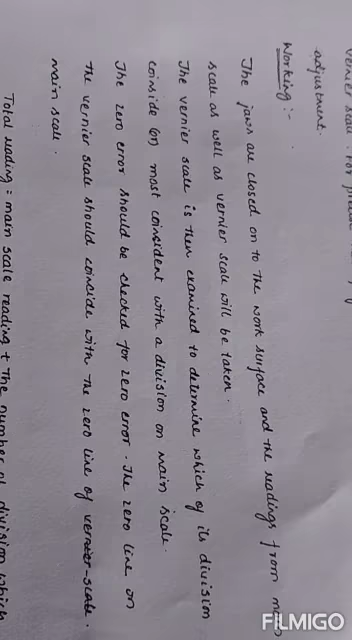 vernier scale. For
adjustment.
Working :-
The jaws are closed on to the work surface and the readings from main
scale as well as vernier scale will be taken.
The vernier scale is then examined to determine which of its division
coinside (or) most coinsident with a division on main scale.
The zero error should be checked for zero error. The zero line on
the vernier scale should coincide with the zero line of vernier scale.
main scale.
Total reading = main scale reading + The number of division which
FILMIGO